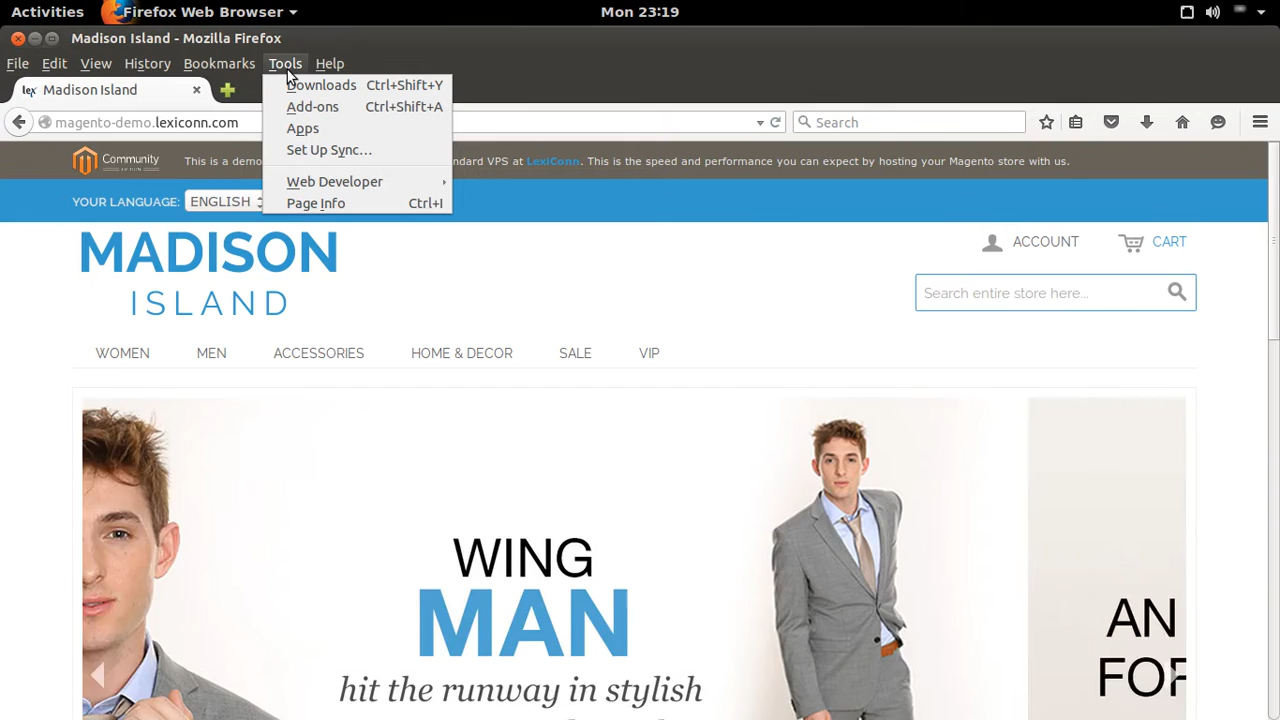 Activities Firefox Web Browser Mon 23:19
Madison Island - Mozilla Firefox
File Edit View History Bookmarks Tools Help
Downloads Ctrl+Shift+Y
Add-ons Ctrl+Shift+A
Apps
Set Up Sync...
Web Developer
Page Info Ctrl+I
lex Madison Island
magento-demo.lexiconn.com Search
Community This is a demo ndard VPS at LexiConn. This is the speed and performance you can expect by hosting your Magento store with us.
YOUR LANGUAGE: ENGLISH
MADISON
ISLAND
ACCOUNT CART
Search entire store here...
WOMEN MEN ACCESSORIES HOME & DECOR SALE VIP
WING
MAN
hit the runway in stylish
AN
FOR